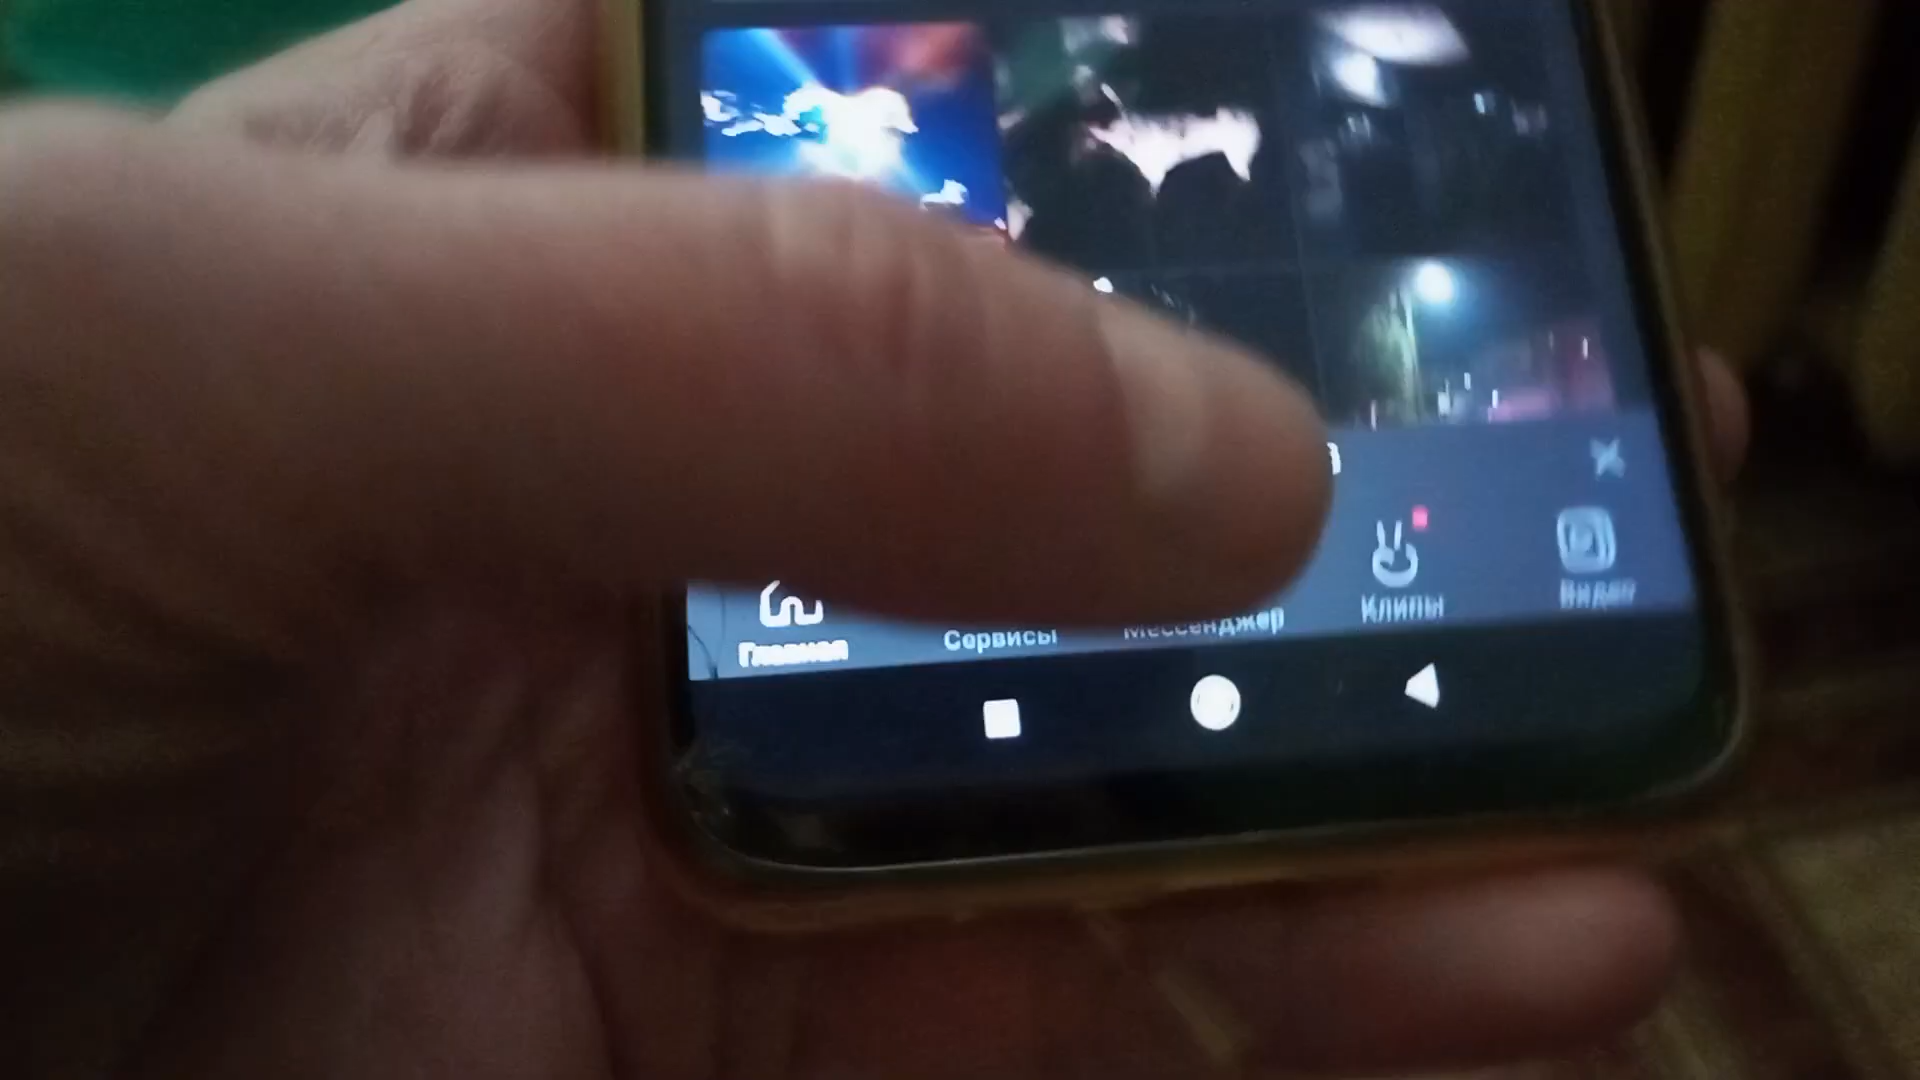 Главная
Сервисы
Мессенджер
Клипы
Видео